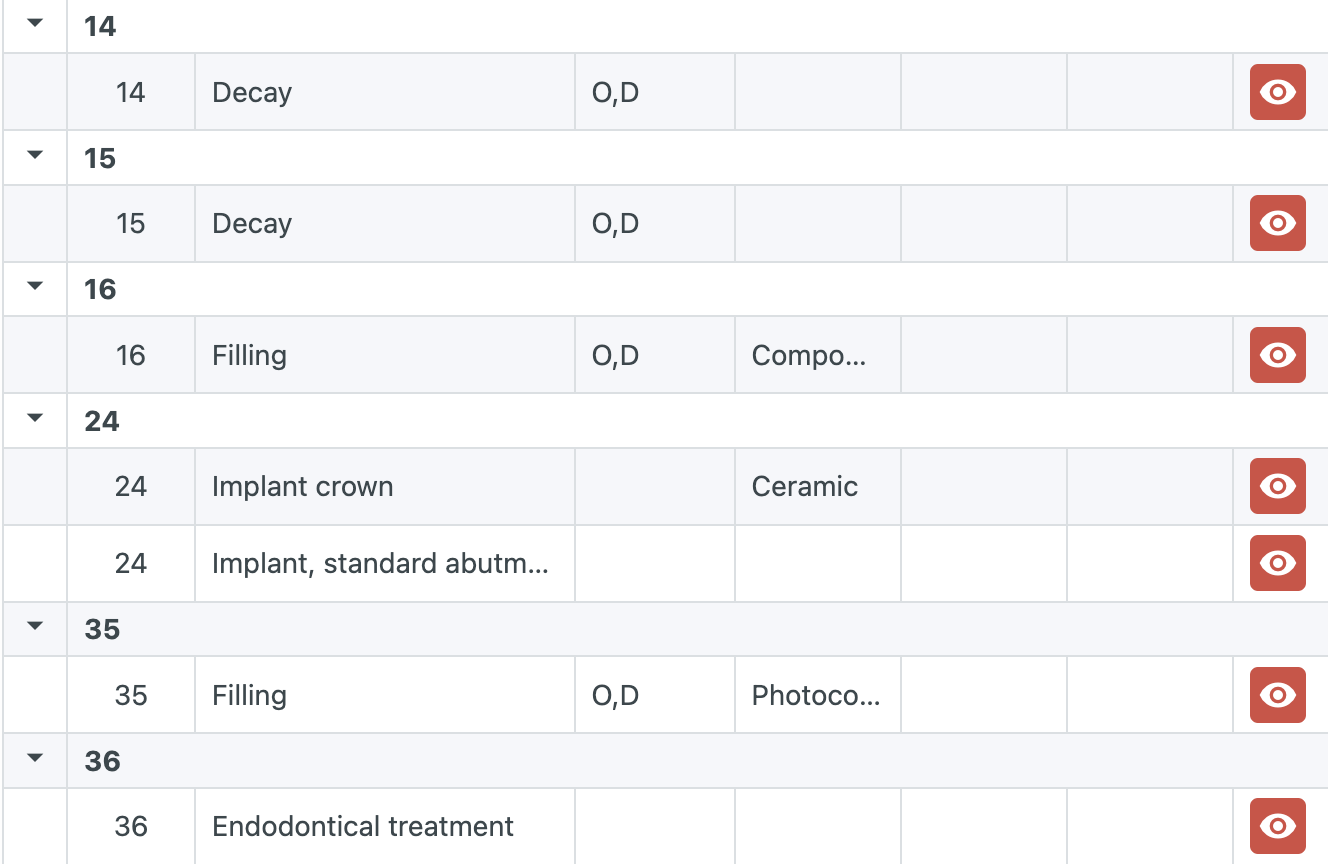 14
14 Decay O,D
15
15 Decay O,D
16
16 Filling O,D Compo...
24
24 Implant crown Ceramic
24 Implant, standard abutm...
35
35 Filling O,D Photoco...
36
36 Endodontical treatment